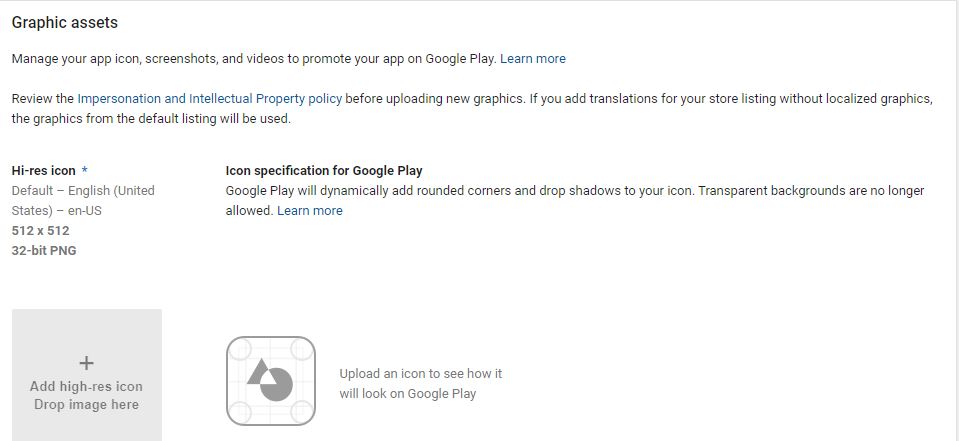 Graphic assets
Manage your app icon, screenshots, and videos to promote your app on Google Play. Learn more
Review the Impersonation and Intellectual Property policy before uploading new graphics. If you add translations for your store listing without localized graphics,
the graphics from the default listing will be used.
Hi-res icon *
Default – English (United
States) – en-US
512 x 512
32-bit PNG
Icon specification for Google Play
Google Play will dynamically add rounded corners and drop shadows to your icon. Transparent backgrounds are no longer
allowed. Learn more
+
Add high-res icon
Drop image here
Upload an icon to see how it
will look on Google Play